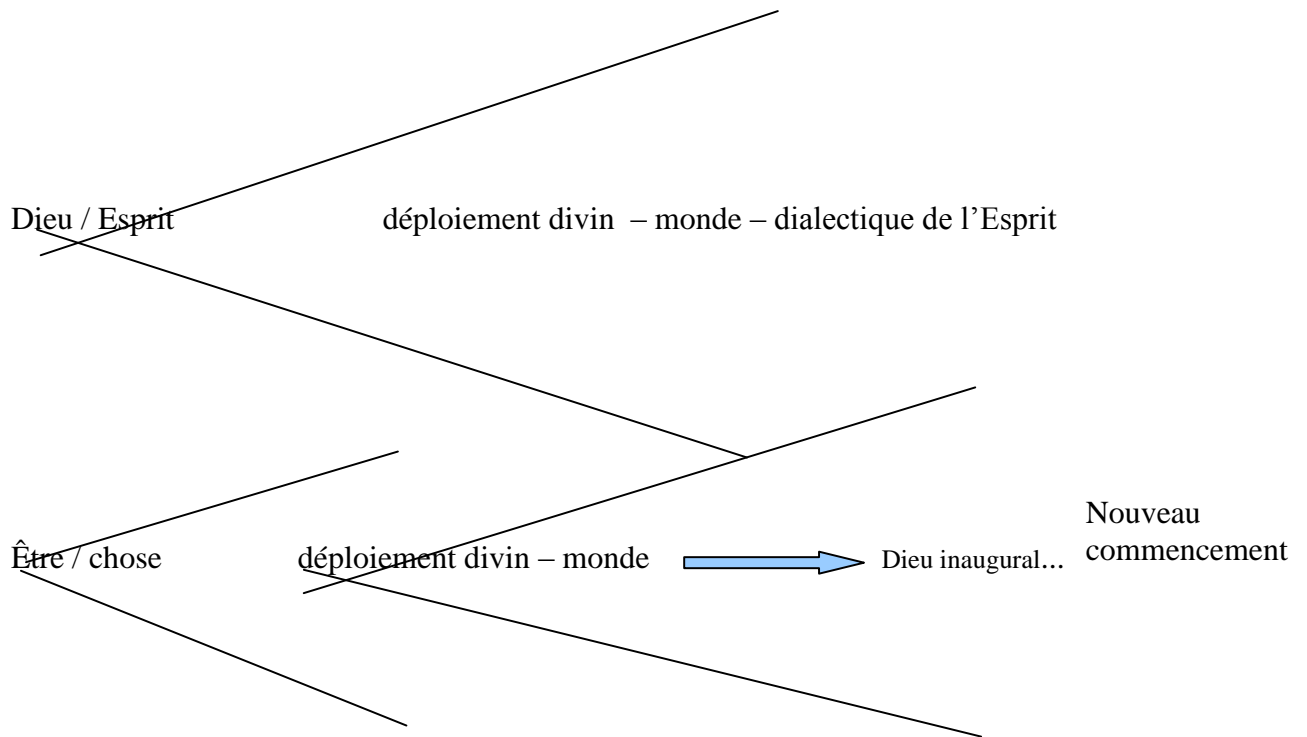 Dieu / Esprit déploiement divin – monde – dialectique de l’Esprit
Nouveau
commencement
Être / chose déploiement divin – monde Dieu inaugural…